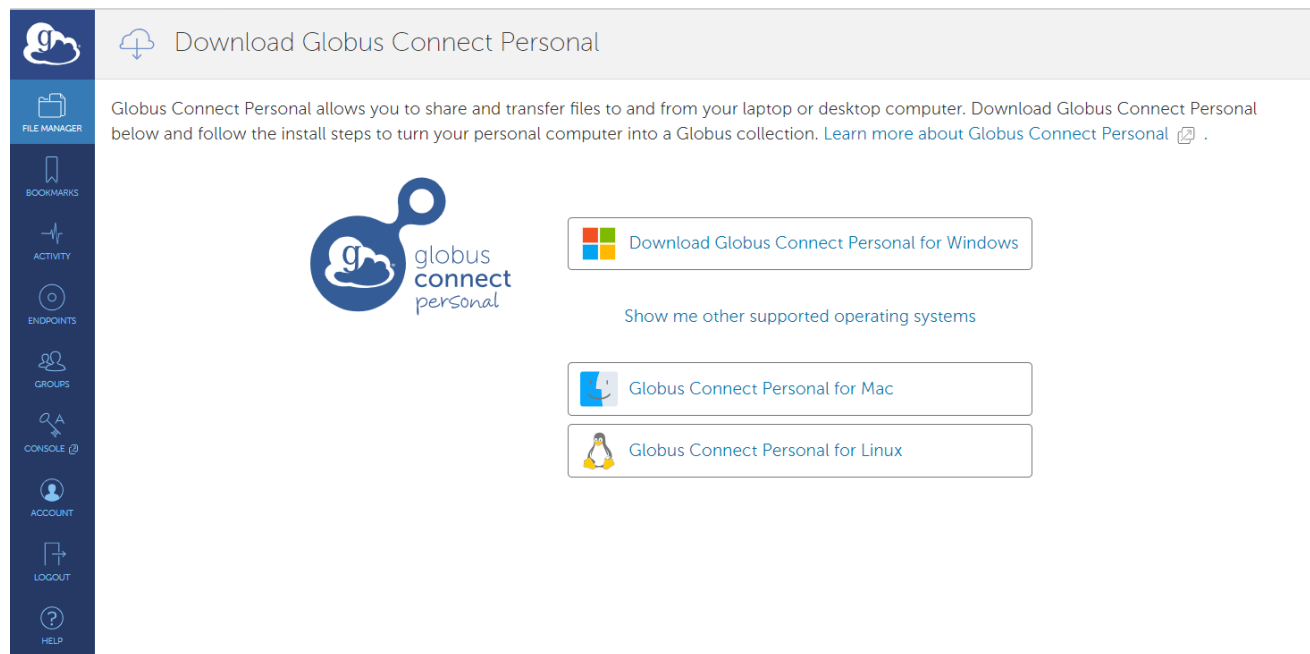 g
Download Globus Connect Personal
FILE MANAGER
BOOKMARKS
ACTIVITY
ENDPOINTS
GROUPS
CONSOLE
ACCOUNT
LOGOUT
HELP
Globus Connect Personal allows you to share and transfer files to and from your laptop or desktop computer. Download Globus Connect Personal
below and follow the install steps to turn your personal computer into a Globus collection. Learn more about Globus Connect Personal .
g
globus
connect
personal
Download Globus Connect Personal for Windows
Show me other supported operating systems
Globus Connect Personal for Mac
Globus Connect Personal for Linux